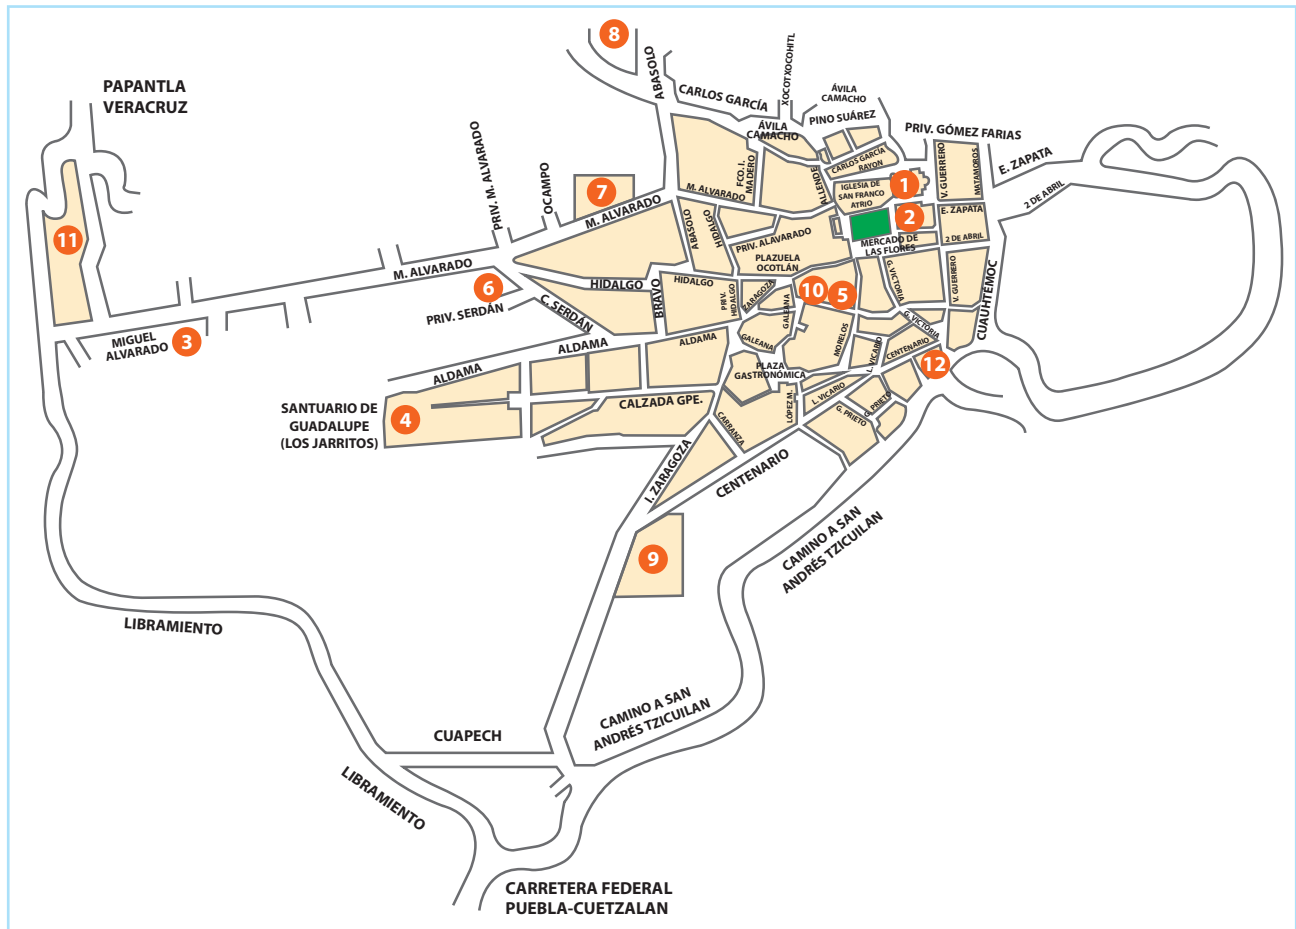 8
PAPANTLA
VERACRUZ
ABASOLO
CARLOS GARCÍA
XOCOTXOCOHITL
ÁVILA
CAMACHO
PINO SUÁREZ
ÁVILA
CAMACHO
PRIV. GÓMEZ FARIAS
CARLOS GARCÍA
RAYON
V. GUERRERO
MATAMOROS
E. ZAPATA
2 DE ABRIL
PRIV. M. ALVARADO
OCAMPO
7
M. ALVARADO
FCO. I.
MADERO
M. ALVARADO
ALLENDE
IGLESIA DE
SAN FRANCO
ATRIO
1
2
E. ZAPATA
2 DE ABRIL
MERCADO DE
LAS FLORES
11
ABASOLO
HIDALGO
PRIV. ALAVARADO
PLAZUELA
OCOTLÁN
M. ALVARADO
6
PRIV. SERDÁN
C. SERDÁN
HIDALGO
BRAVO
HIDALGO
PRIV.
HIDALGO
ZARAGOZA
GALEANA
10
5
G. VICTORIA
V. GUERRERO
CUAUHTEMOC
MIGUEL
ALVARADO
3
ALDAMA
ALDAMA
ALDAMA
GALEANA
MORELOS
L. VICARIO
G. VICTORIA
CENTENARIO
12
PLAZA
GASTRONÓMICA
SANTUARIO DE
GUADALUPE
(LOS JARRITOS)
4
CALZADA GPE.
CARRANZA
LÓPEZ M.
L. VICARIO
G. PRIETO
G. PRIETO
I. ZARAGOZA
CENTENARIO
9
CAMINO A SAN
ANDRÉS TZICUILAN
LIBRAMIENTO
CAMINO A SAN
ANDRÉS TZICUILAN
CUAPECH
LIBRAMIENTO
CARRETERA FEDERAL
PUEBLA-CUETZALAN